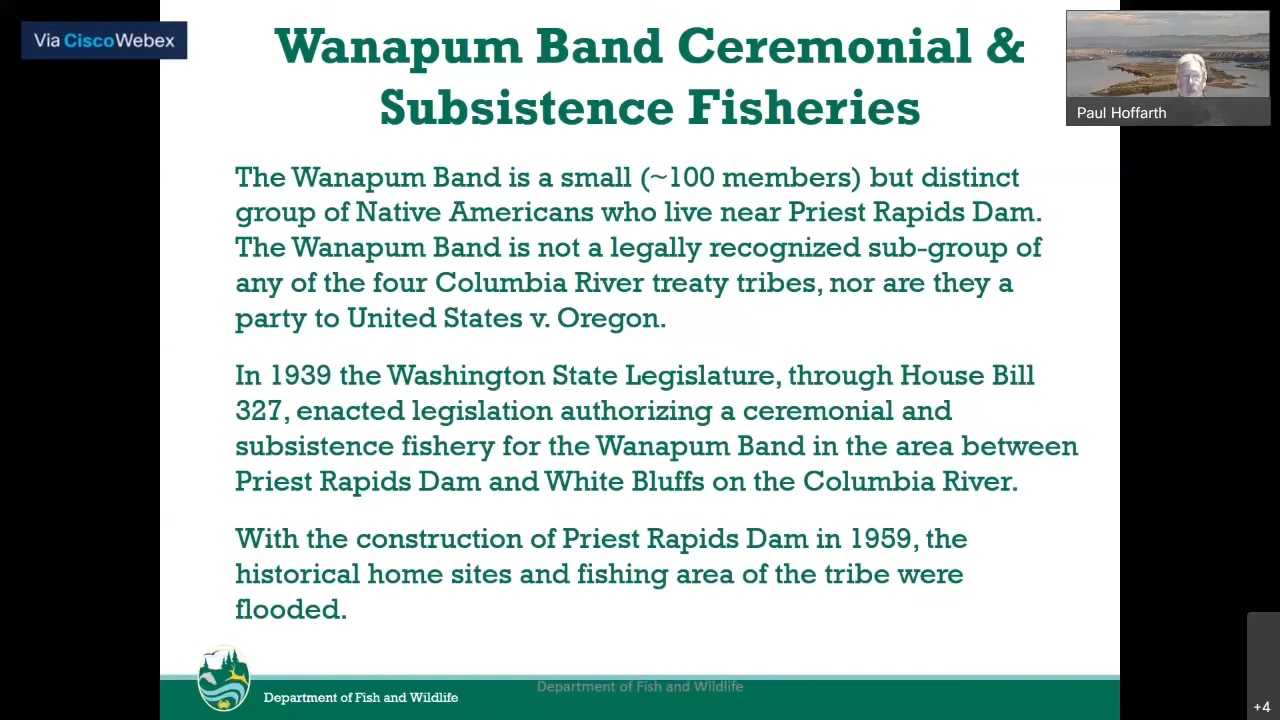 Via CiscoWebex
Wanapum Band Ceremonial &
Subsistence Fisheries
Paul Hoffarth
The Wanapum Band is a small (~100 members) but distinct
group of Native Americans who live near Priest Rapids Dam.
The Wanapum Band is not a legally recognized sub-group of
any of the four Columbia River treaty tribes, nor are they a
party to United States v. Oregon.
In 1939 the Washington State Legislature, through House Bill
327, enacted legislation authorizing a ceremonial and
subsistence fishery for the Wanapum Band in the area between
Priest Rapids Dam and White Bluffs on the Columbia River.
With the construction of Priest Rapids Dam in 1959, the
historical home sites and fishing area of the tribe were
flooded.
Department of Fish and Wildlife
Department of Fish and Wildlife
+4